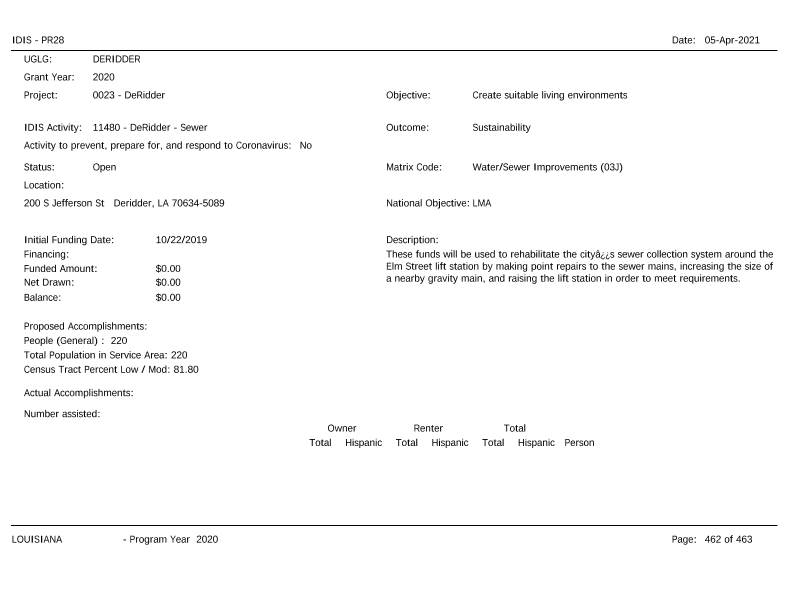 IDIS - PR28 Date: 05-Apr-2021
UGLG: DERIDDER
Grant Year: 2020
Project: 0023 - DeRidder Objective: Create suitable living environments
IDIS Activity: 11480 - DeRidder - Sewer Outcome: Sustainability
Activity to prevent, prepare for, and respond to Coronavirus: No
Status: Open Matrix Code: Water/Sewer Improvements (03J)
Location:
200 S Jefferson St Deridder, LA 70634-5089 National Objective: LMA
Initial Funding Date: 10/22/2019 Description:
Financing: These funds will be used to rehabilitate the cityâ¿¿s sewer collection system around the
Funded Amount: $0.00 Elm Street lift station by making point repairs to the sewer mains, increasing the size of
Net Drawn: $0.00 a nearby gravity main, and raising the lift station in order to meet requirements.
Balance: $0.00
Proposed Accomplishments:
People (General) : 220
Total Population in Service Area: 220
Census Tract Percent Low / Mod: 81.80
Actual Accomplishments:
Number assisted:
Owner Renter Total
Total Hispanic Total Hispanic Total Hispanic Person
LOUISIANA - Program Year 2020 Page: 462 of 463